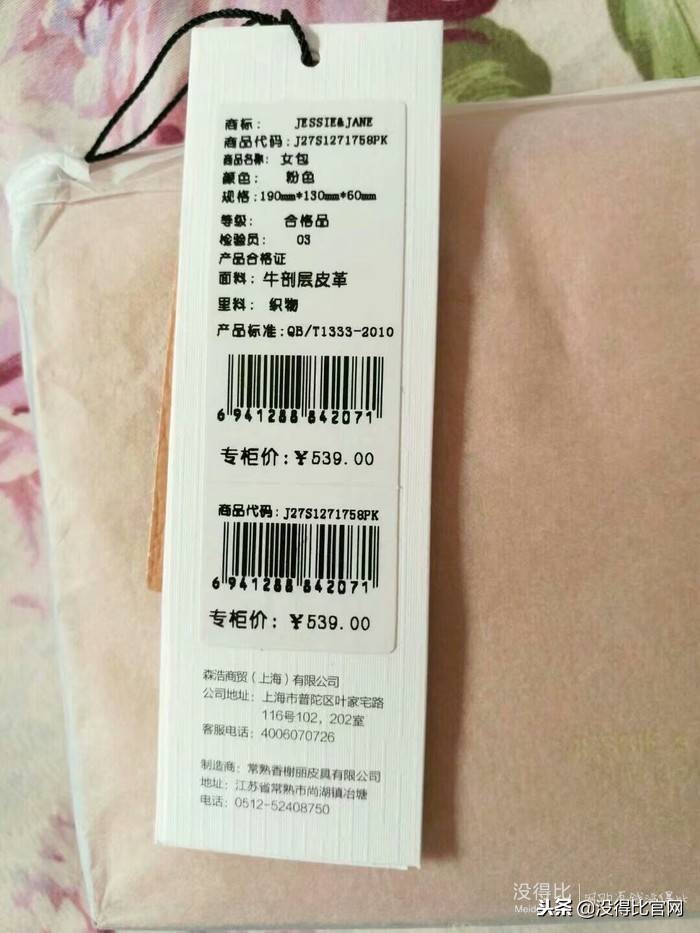 商标： JESSIE&JANE
商品代码：J27S1271758PK
商品名称： 女包
颜色： 粉色
规格：190mm*130mm*60mm
等级： 合格品
检验员： 03
产品合格证
面料：牛剖层皮革
里料： 织物
产品标准：QB/T1333-2010
6 941288 842071
专柜价：￥539.00
商品代码：J27S1271758PK
6 941288 842071
专柜价：￥539.00
森浩商贸（上海）有限公司
公司地址：上海市普陀区叶家宅路
116号102，202室
客服电话：4006070726
制造商：常熟香榭丽皮具有限公司
地址：江苏省常熟市尚湖镇冶塘
电话：0512-52408750
没得比
头条 @没得比官网